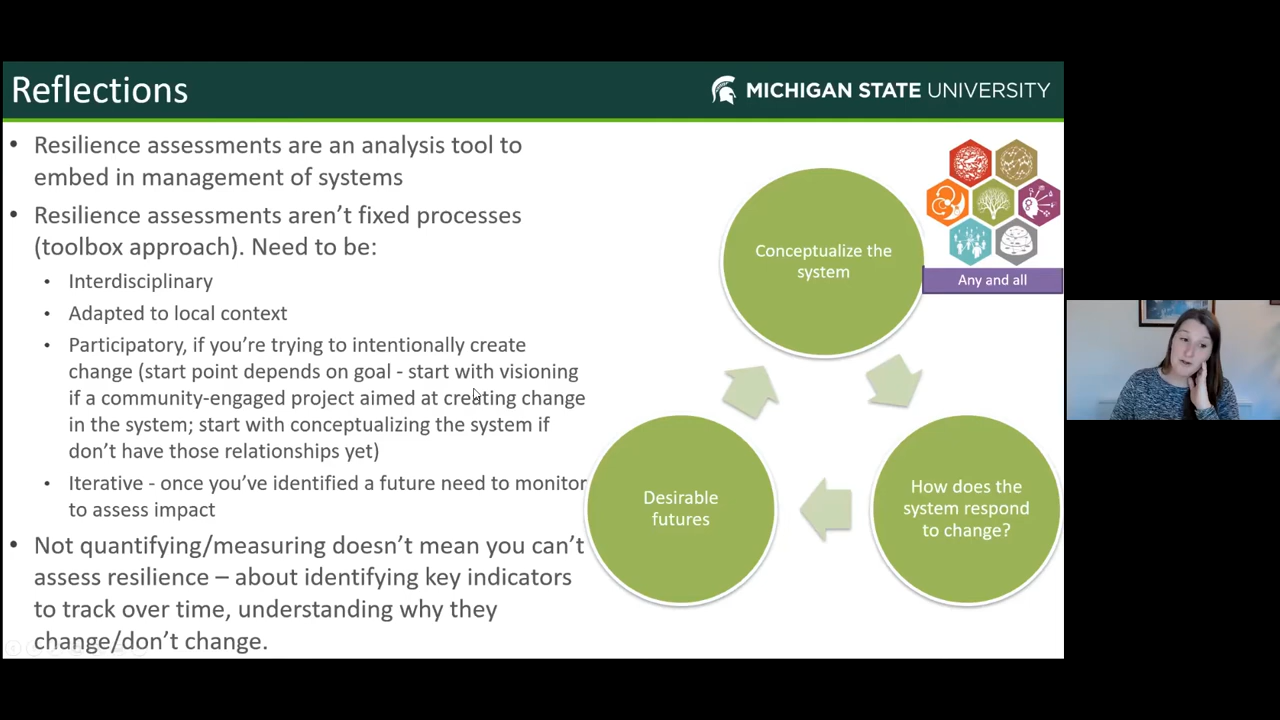 Reflections
MICHIGAN STATE UNIVERSITY
• Resilience assessments are an analysis tool to
embed in management of systems
• Resilience assessments aren’t fixed processes
(toolbox approach). Need to be:
• Interdisciplinary
• Adapted to local context
• Participatory, if you’re trying to intentionally create
change (start point depends on goal - start with visioning
if a community-engaged project aimed at creating change
in the system; start with conceptualizing the system if
don’t have those relationships yet)
• Iterative - once you’ve identified a future need to monitor
to assess impact
• Not quantifying/measuring doesn’t mean you can’t
assess resilience – about identifying key indicators
to track over time, understanding why they
change/don’t change.
Conceptualize the
system
Any and all
How does the
system respond
to change?
Desirable
futures